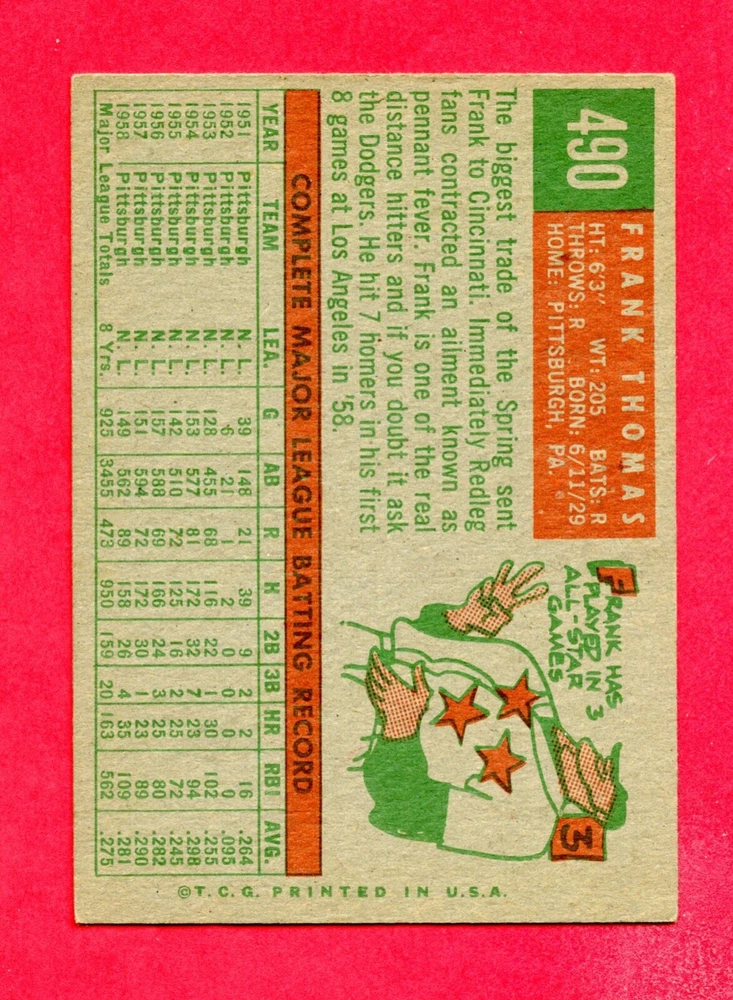 490
FRANK THOMAS
HT: 6'3" WT: 205 BATS: R
THROWS: R BORN: 6/11/29
HOME: PITTSBURGH, PA.
The biggest trade of the Spring sent
Frank to Cincinnati. Immediately Redleg
fans contracted an ailment known as
pennant fever. Frank is one of the real
distance hitters and if you doubt it ask
the Dodgers. He hit 7 homers in his first
8 games at Los Angeles in '58.
FRANK HAS
PLAYED IN 3
ALL-STAR
GAMES
3
COMPLETE MAJOR LEAGUE BATTING RECORD
YEAR TEAM LEA. G AB R H 2B 3B HR RBI AVG.
1951 Pittsburgh N. L. 39 148 21 39 9 2 2 16 .264
1952 Pittsburgh N. L. 6 21 1 2 0 0 0 0 .095
1953 Pittsburgh N. L. 128 455 68 116 22 1 30 102 .255
1954 Pittsburgh N. L. 153 577 81 172 32 7 23 94 .298
1955 Pittsburgh N. L. 142 510 72 125 16 2 25 72 .245
1956 Pittsburgh N. L. 157 588 69 166 24 3 25 80 .282
1957 Pittsburgh N. L. 151 594 72 172 30 1 23 89 .290
1958 Pittsburgh N. L. 149 562 89 158 26 4 35 109 .281
Major League Totals 8 Yrs. 925 3455 473 950 159 20 163 562 .275
©T.C.G. PRINTED IN U.S.A.